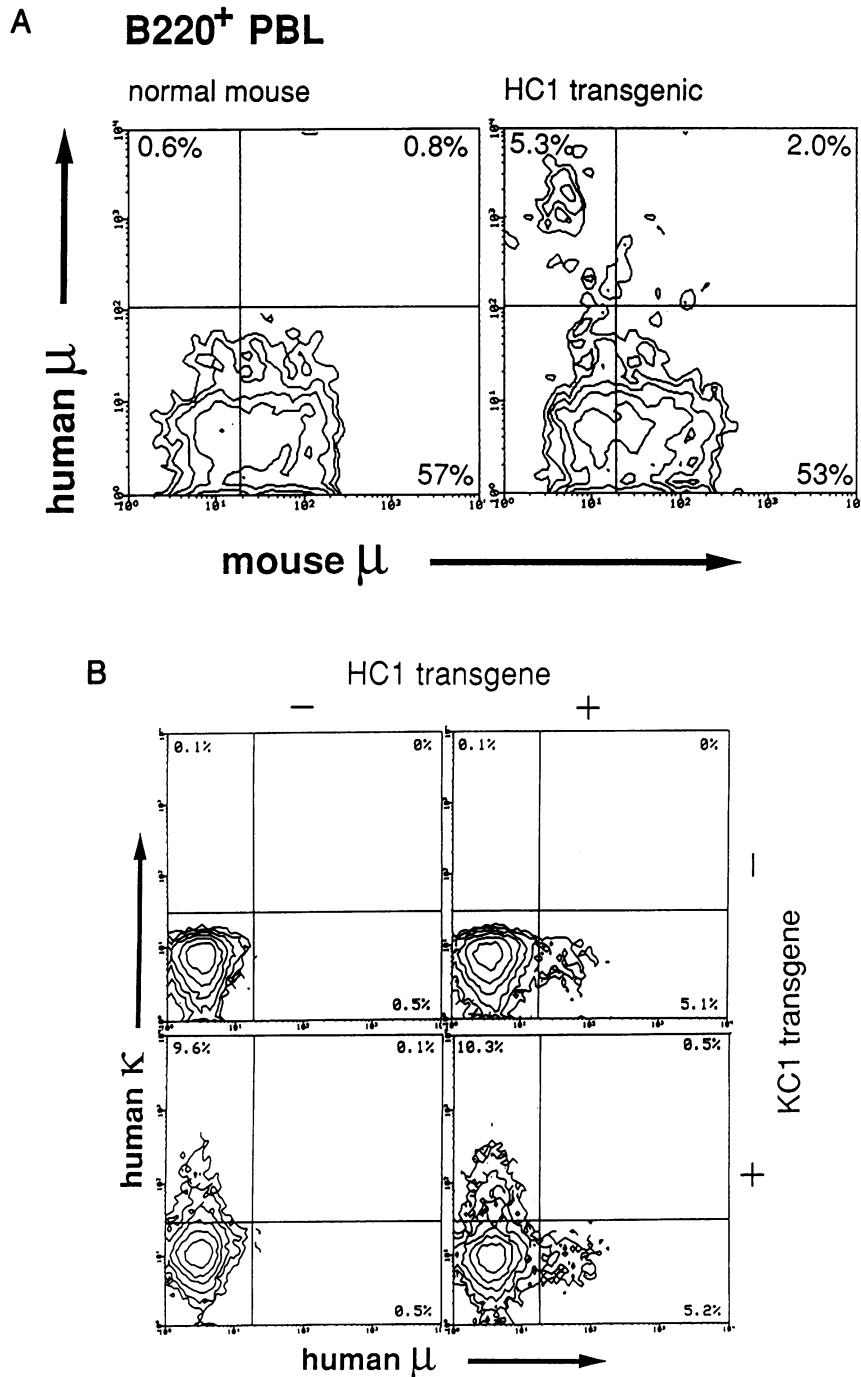 A
B220+ PBL
normal mouse
HC1 transgenic
0.6% 0.8%
5.3% 2.0%
57%
53%
human μ
mouse μ
B
HC1 transgene
− +
0.1% 0%
0.1% 0%
0.5%
5.1%
−
9.6% 0.1%
10.3% 0.5%
0.5%
5.2%
+
KC1 transgene
human K
human μ